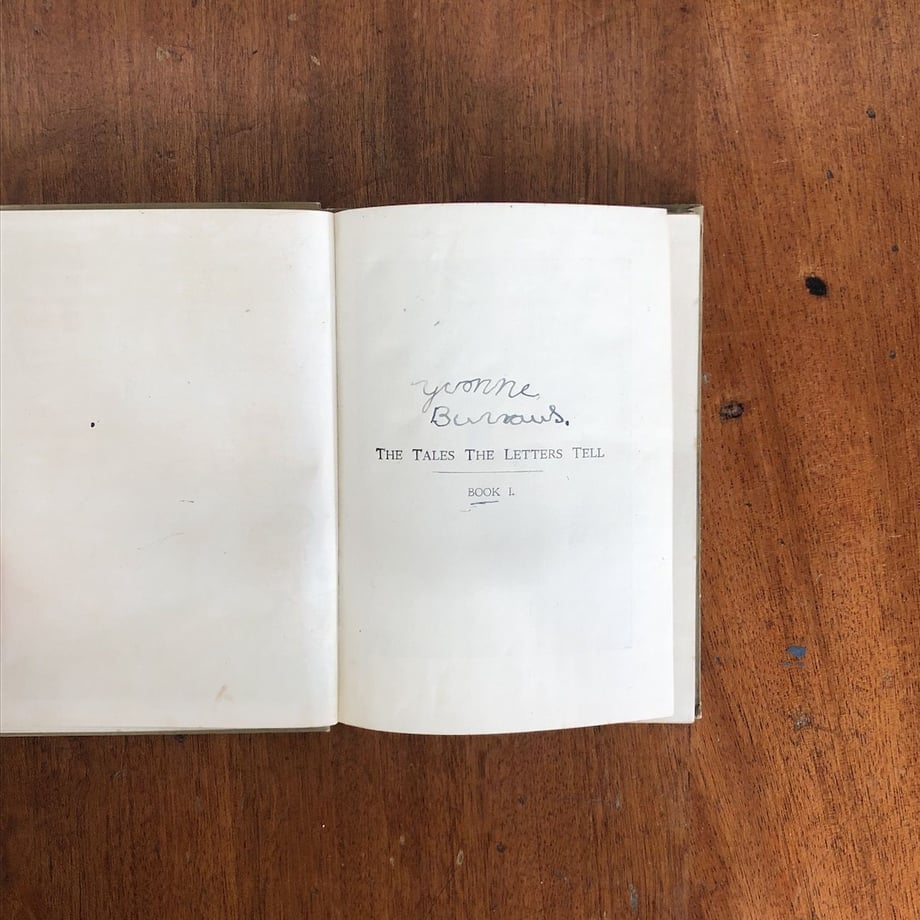 Yvonne
Burrows.
THE TALES THE LETTERS TELL
BOOK I.